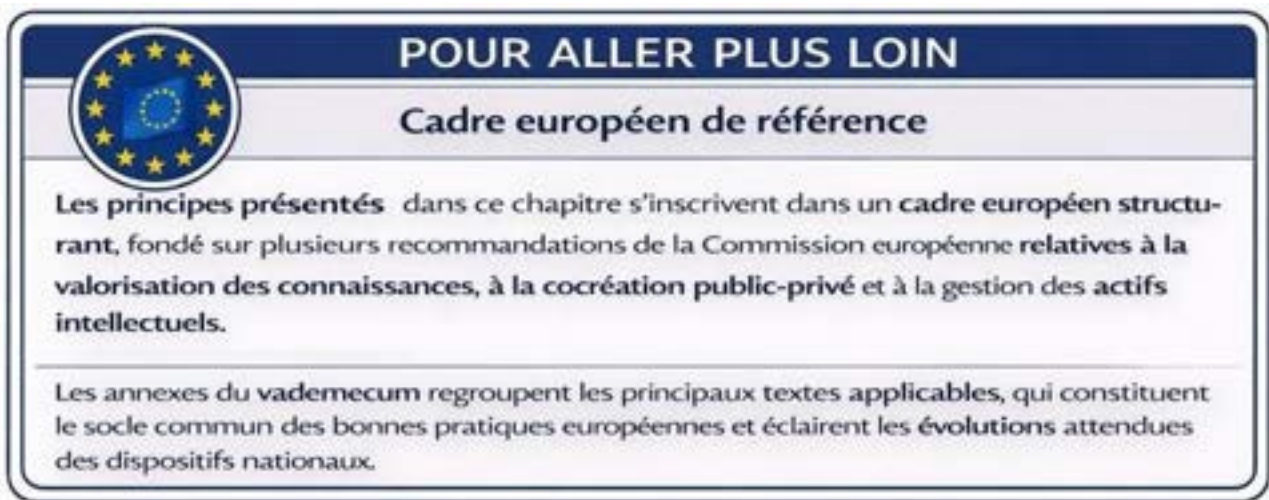 POUR ALLER PLUS LOIN
Cadre européen de référence
Les principes présentés dans ce chapitre s'inscrivent dans un cadre européen structu-
rant, fondé sur plusieurs recommandations de la Commission européenne relatives à la
valorisation des connaissances, à la cocréation public-privé et à la gestion des actifs
intellectuels.
Les annexes du vademecum regroupent les principaux textes applicables, qui constituent
le socle commun des bonnes pratiques européennes et éclairent les évolutions attendues
des dispositifs nationaux.